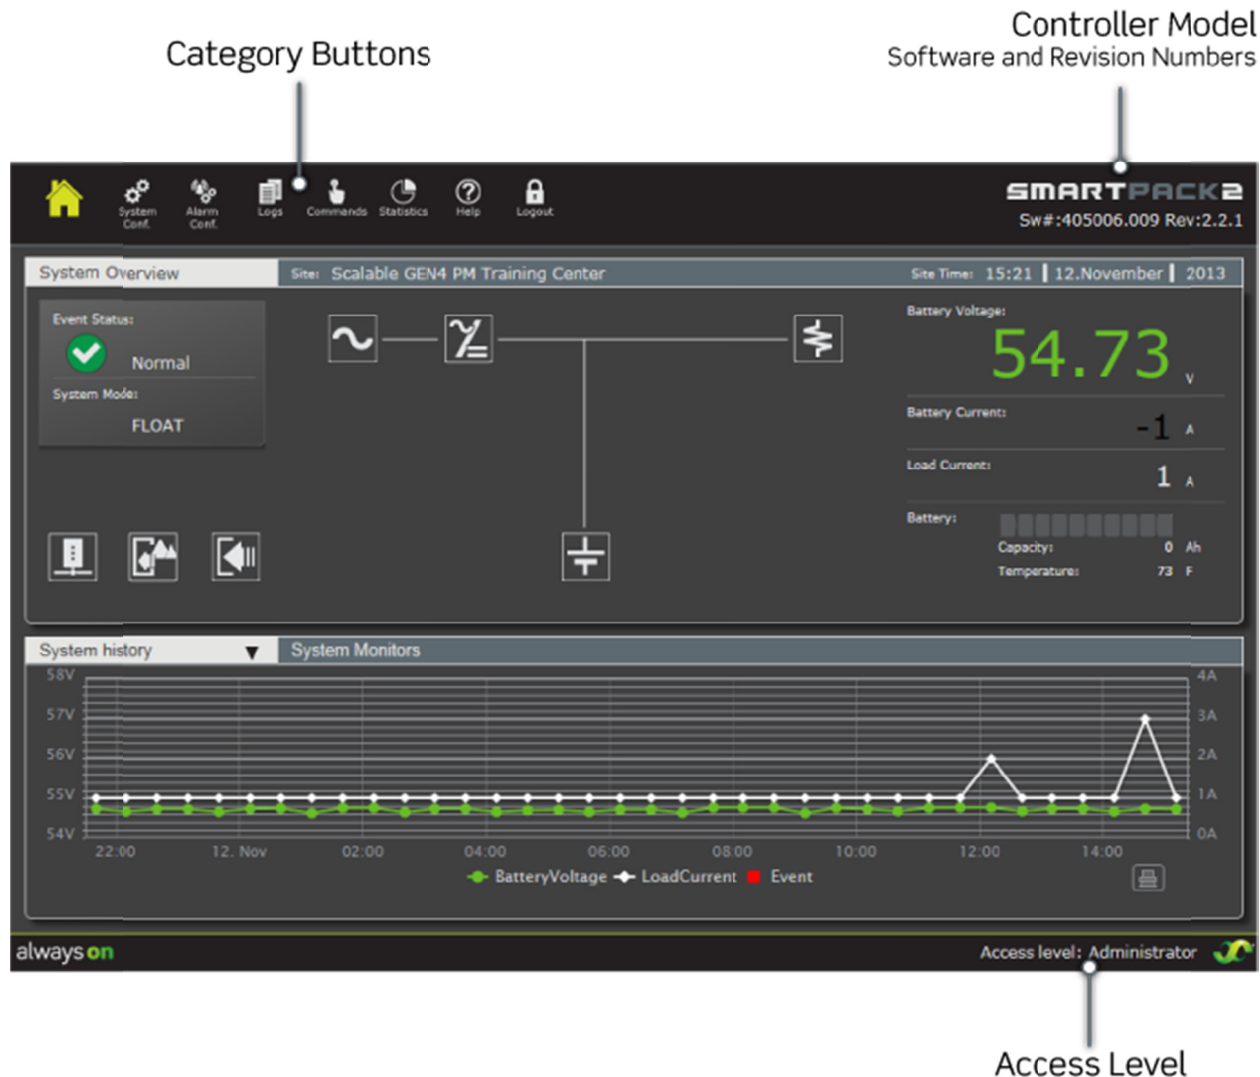 Category Buttons
Controller Model
Software and Revision Numbers
System Conf.
Alarm Conf.
Logs
Commands
Statistics
Help
Logout
SMARTPACK2
Sw#:405006.009 Rev:2.2.1
System Overview
Site: Scalable GEN4 PM Training Center
Site Time: 15:21 12.November 2013
Event Status:
Normal
System Mode:
FLOAT
Battery Voltage:
54.73 V
Battery Current:
-1 A
Load Current:
1 A
Battery:
Capacity: 0 Ah
Temperature: 73 F
System history
System Monitors
58V
57V
56V
55V
54V
4A
3A
2A
1A
0A
22:00 12. Nov 02:00 04:00 06:00 08:00 10:00 12:00 14:00
BatteryVoltage LoadCurrent Event
always on
Access level: Administrator
Access Level